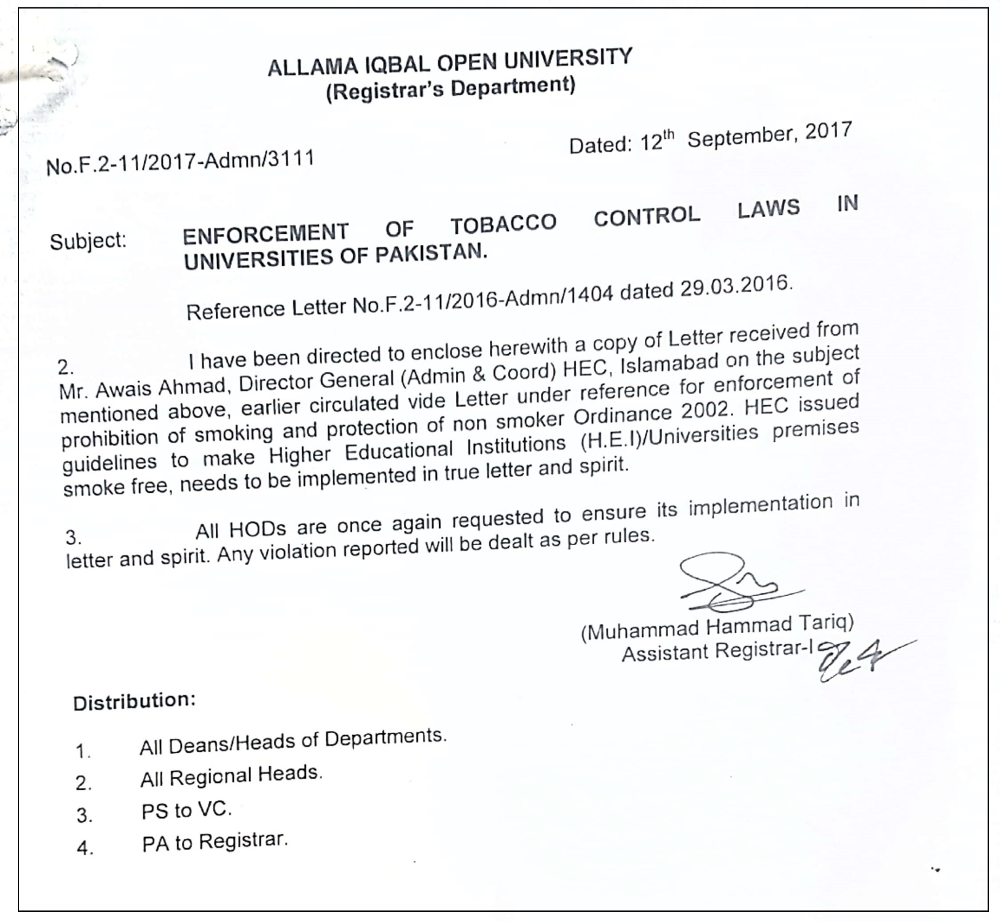 ALLAMA IQBAL OPEN UNIVERSITY
(Registrar's Department)
No.F.2-11/2017-Admn/3111
Dated: 12th September, 2017
Subject: ENFORCEMENT OF TOBACCO CONTROL LAWS IN
UNIVERSITIES OF PAKISTAN.
Reference Letter No.F.2-11/2016-Admn/1404 dated 29.03.2016.
2. I have been directed to enclose herewith a copy of Letter received from
Mr. Awais Ahmad, Director General (Admin & Coord) HEC, Islamabad on the subject
mentioned above, earlier circulated vide Letter under reference for enforcement of
prohibition of smoking and protection of non smoker Ordinance 2002. HEC issued
guidelines to make Higher Educational Institutions (H.E.I)/Universities premises
smoke free, needs to be implemented in true letter and spirit.
3. All HODs are once again requested to ensure its implementation in
letter and spirit. Any violation reported will be dealt as per rules.
(Muhammad Hammad Tariq)
Assistant Registrar-I
Distribution:
1. All Deans/Heads of Departments.
2. All Regional Heads.
3. PS to VC.
4. PA to Registrar.